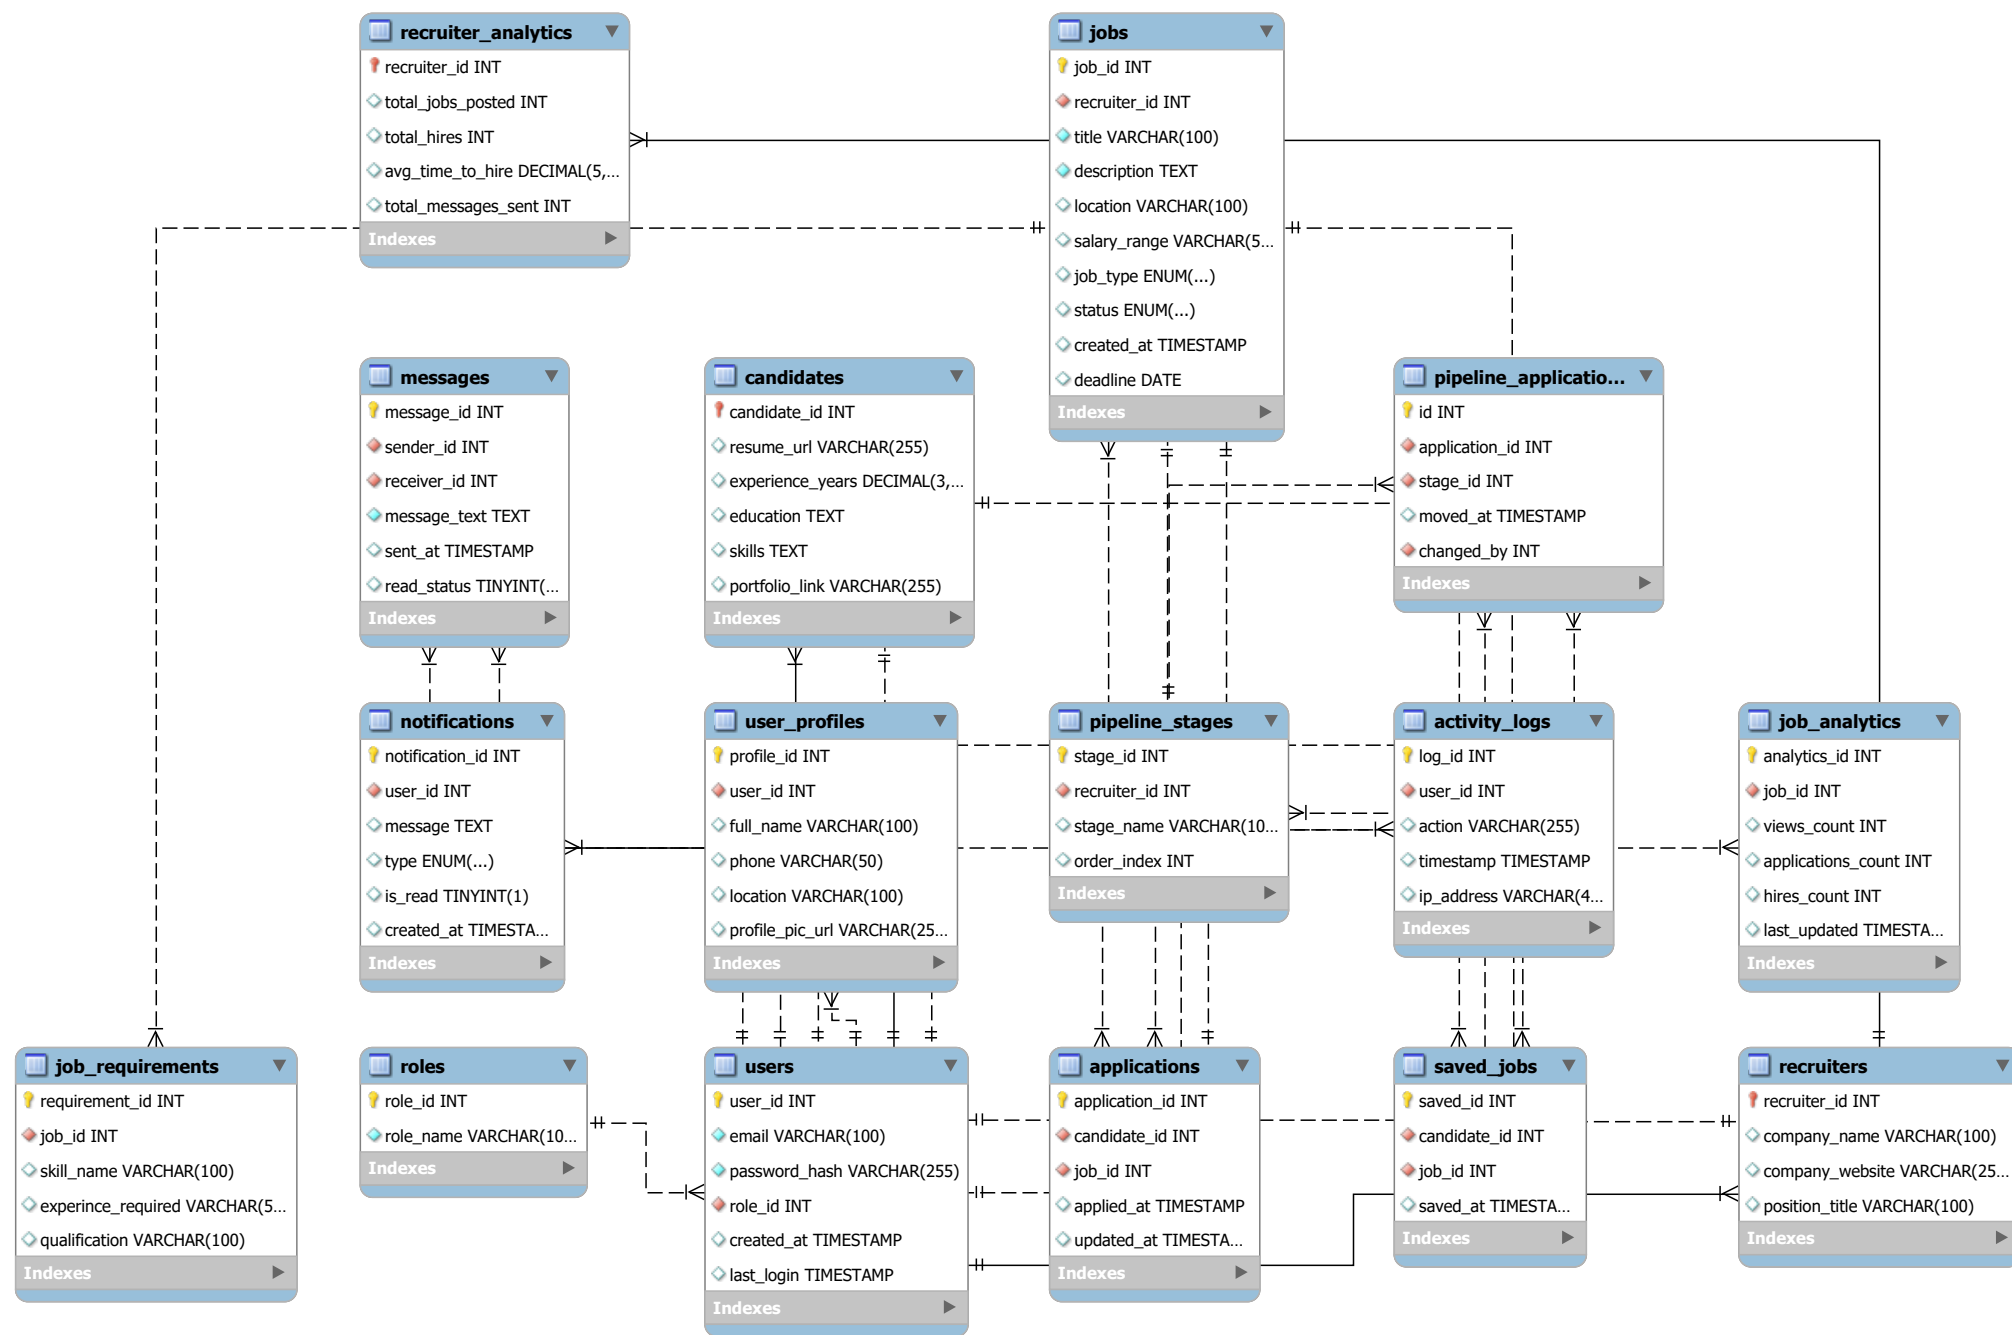 recruiter_analytics
recruiter_id INT
total_jobs_posted INT
total_hires INT
avg_time_to_hire DECIMAL(5,...
total_messages_sent INT
Indexes
jobs
job_id INT
recruiter_id INT
title VARCHAR(100)
description TEXT
location VARCHAR(100)
salary_range VARCHAR(5...
job_type ENUM(...)
status ENUM(...)
created_at TIMESTAMP
deadline DATE
Indexes
messages
message_id INT
sender_id INT
receiver_id INT
message_text TEXT
sent_at TIMESTAMP
read_status TINYINT(...
Indexes
candidates
candidate_id INT
resume_url VARCHAR(255)
experience_years DECIMAL(3,...
education TEXT
skills TEXT
portfolio_link VARCHAR(255)
Indexes
pipeline_applicatio...
id INT
application_id INT
stage_id INT
moved_at TIMESTAMP
changed_by INT
Indexes
notifications
notification_id INT
user_id INT
message TEXT
type ENUM(...)
is_read TINYINT(1)
created_at TIMESTA...
Indexes
user_profiles
profile_id INT
user_id INT
full_name VARCHAR(100)
phone VARCHAR(50)
location VARCHAR(100)
profile_pic_url VARCHAR(25...
Indexes
pipeline_stages
stage_id INT
recruiter_id INT
stage_name VARCHAR(10...
order_index INT
Indexes
activity_logs
log_id INT
user_id INT
action VARCHAR(255)
timestamp TIMESTAMP
ip_address VARCHAR(4...
Indexes
job_analytics
analytics_id INT
job_id INT
views_count INT
applications_count INT
hires_count INT
last_updated TIMESTA...
Indexes
job_requirements
requirement_id INT
job_id INT
skill_name VARCHAR(100)
experince_required VARCHAR(5...
qualification VARCHAR(100)
Indexes
roles
role_id INT
role_name VARCHAR(10...
Indexes
users
user_id INT
email VARCHAR(100)
password_hash VARCHAR(255)
role_id INT
created_at TIMESTAMP
last_login TIMESTAMP
Indexes
applications
application_id INT
candidate_id INT
job_id INT
applied_at TIMESTAMP
updated_at TIMESTA...
Indexes
saved_jobs
saved_id INT
candidate_id INT
job_id INT
saved_at TIMESTA...
Indexes
recruiters
recruiter_id INT
company_name VARCHAR(100)
company_website VARCHAR(25...
position_title VARCHAR(100)
Indexes